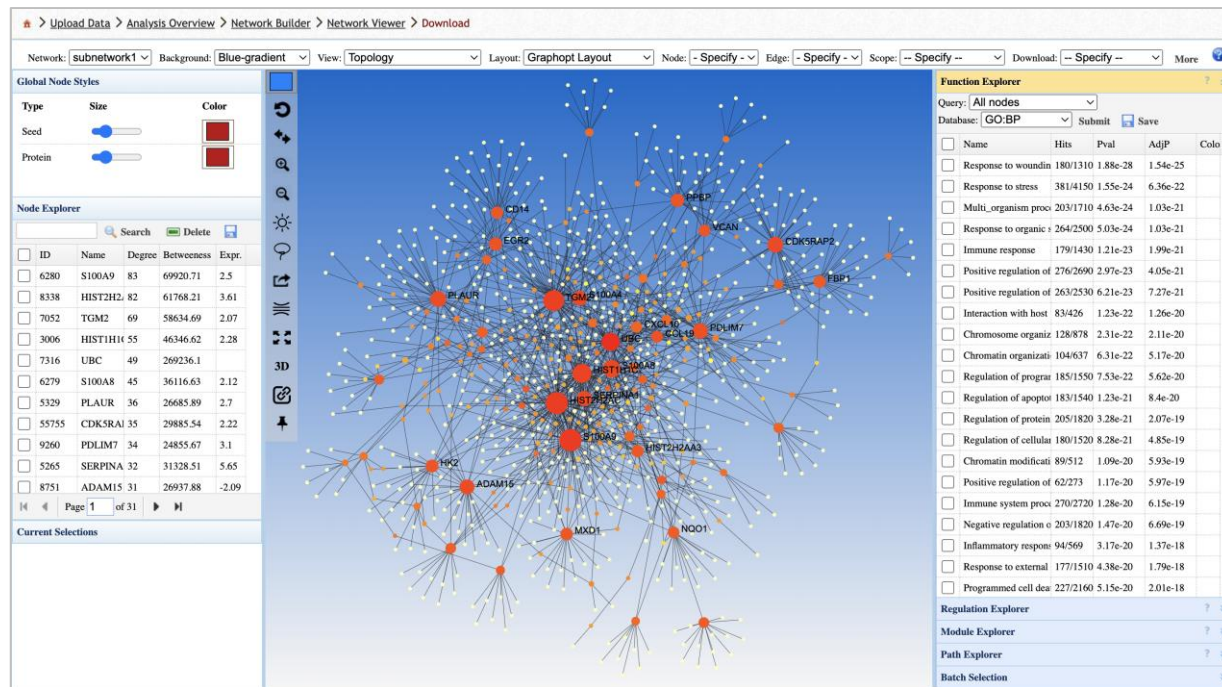 > Upload Data > Analysis Overview > Network Builder > Network Viewer > Download
Network: subnetwork1 Background: Blue-gradient View: Topology Layout: Graphopt Layout Node: - Specify - Edge: - Specify - Scope: -- Specify -- Download: -- Specify -- More ?
Global Node Styles
Type Size Color
Seed
Protein
Node Explorer
Search Delete
ID Name Degree Betweeness Expr.
6280 S100A9 83 69920.71 2.5
8338 HIST2H2 82 61768.21 3.61
7052 TGM2 69 58634.69 2.07
3006 HIST1H1 55 46346.62 2.28
7316 UBC 49 269236.1
6279 S100A8 45 36116.63 2.12
5329 PLAUR 36 26685.89 2.7
55755 CDK5RA 35 29885.54 2.22
9260 PDLIM7 34 24855.67 3.1
5265 SERPINA 32 31328.51 5.65
8751 ADAM15 31 26937.88 -2.09
Page 1 of 31
Current Selections
3D
CD14
PPBP
EGR2
VCAN
CDK5RAP2
FBP1
PLAUR
TGM2
S100A4
CXCL10
PDLIM7
CCL19
UBC
S100A8
HIST1H1C
SERPINA1
HIST2H2AC
S100A9
HIST2H2AA3
HK2
ADAM15
MXD1
NQO1
Function Explorer ?
Query: All nodes
Database: GO:BP Submit Save
Name Hits Pval AdjP Colo
Response to woundin 180/1310 1.88e-28 1.54e-25
Response to stress 381/4150 1.55e-24 6.36e-22
Multi_organism proc 203/1710 4.63e-24 1.03e-21
Response to organic 264/2500 5.03e-24 1.03e-21
Immune response 179/1430 1.21e-23 1.99e-21
Positive regulation of 276/2690 2.97e-23 4.05e-21
Positive regulation of 263/2530 6.21e-23 7.27e-21
Interaction with host 83/426 1.23e-22 1.26e-20
Chromosome organiz 128/878 2.31e-22 2.11e-20
Chromatin organizati 104/637 6.31e-22 5.17e-20
Regulation of prograr 185/1550 7.53e-22 5.62e-20
Regulation of apoptot 183/1540 1.23e-21 8.4e-20
Regulation of protein 205/1820 3.28e-21 2.07e-19
Regulation of cellular 180/1520 8.28e-21 4.85e-19
Chromatin modificati 89/512 1.09e-20 5.93e-19
Positive regulation of 62/273 1.17e-20 5.97e-19
Immune system proc 270/2720 1.28e-20 6.15e-19
Negative regulation o 203/1820 1.47e-20 6.69e-19
Inflammatory respon 94/569 3.17e-20 1.37e-18
Response to external 177/1510 4.38e-20 1.79e-18
Programmed cell dea 227/2160 5.15e-20 2.01e-18
Regulation Explorer ?
Module Explorer ?
Path Explorer ?
Batch Selection